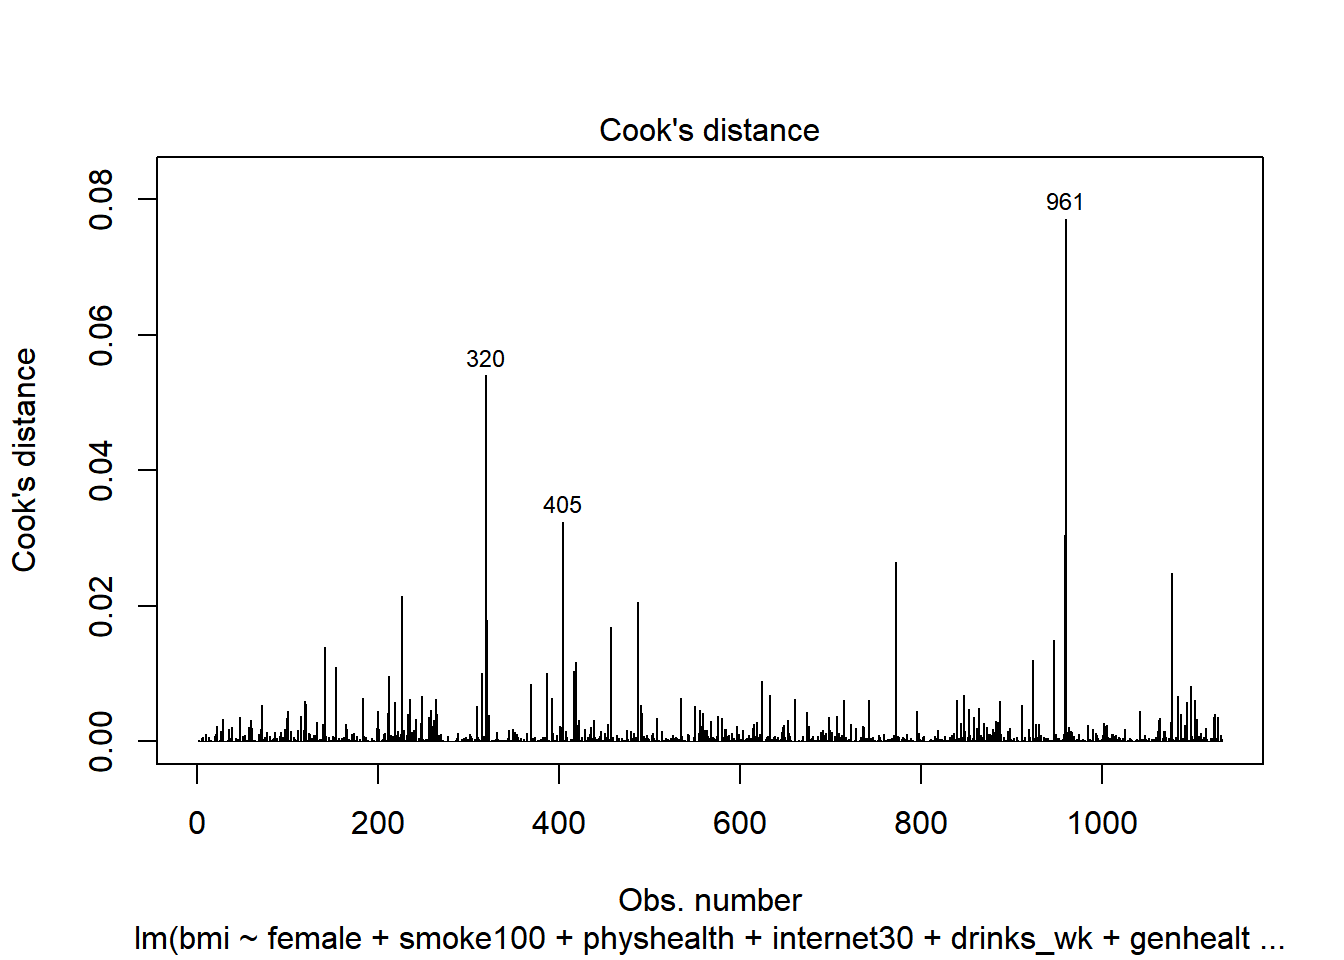 Cook's distance
961
320
405
Cook's distance
0.08
0.06
0.04
0.02
0.00
0 200 400 600 800 1000
Obs. number
lm(bmi ~ female + smoke100 + physhealth + internet30 + drinks_wk + genhealt ...